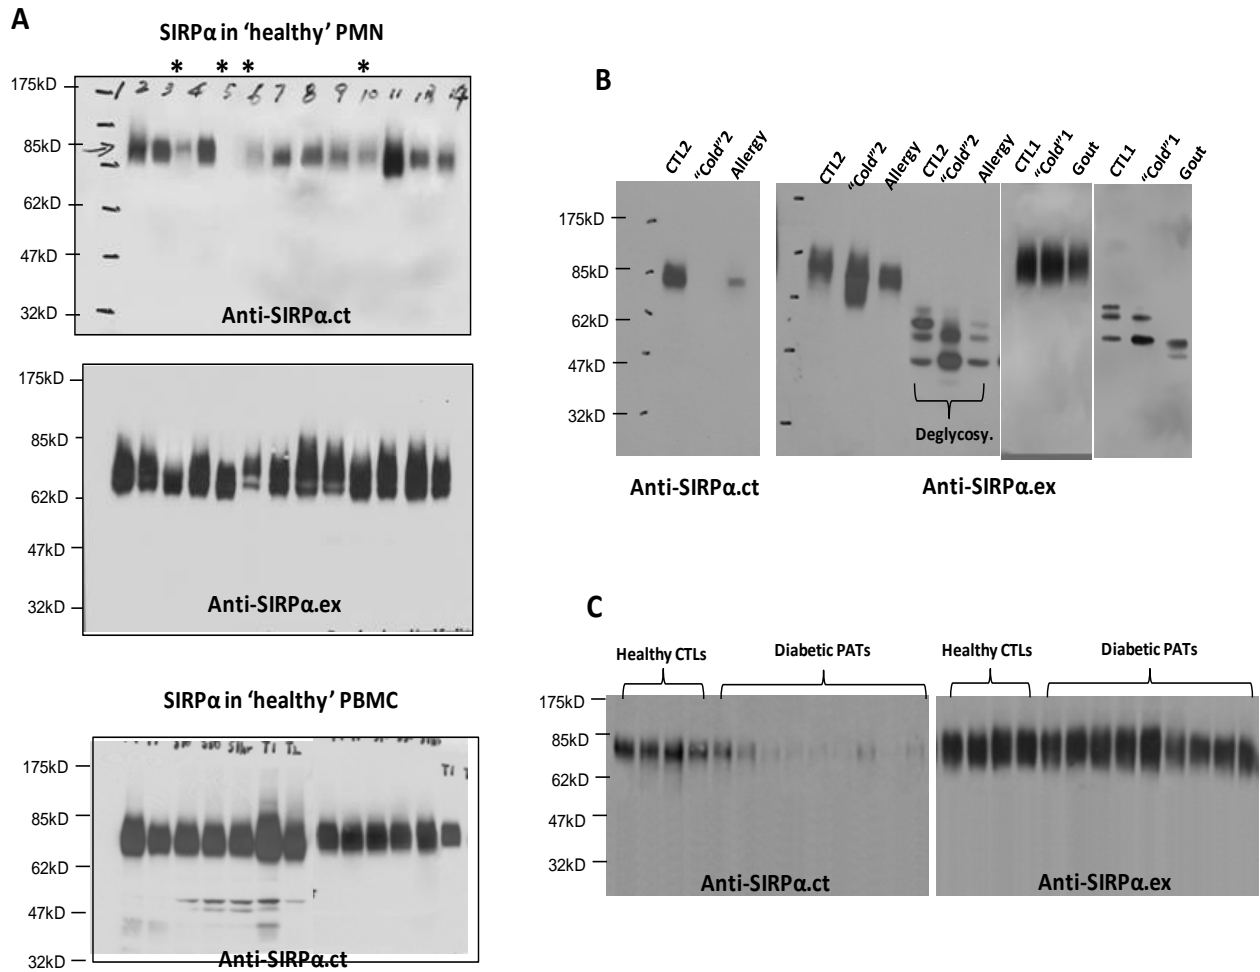 A
SIRPα in ‘healthy’ PMN
* * * *
175kD
1 2 3 4 5 6 7 8 9 10 11
85kD
62kD
47kD
32kD
Anti-SIRPα.ct
175kD
85kD
62kD
47kD
32kD
Anti-SIRPα.ex
SIRPα in ‘healthy’ PBMC
T1
T1
175kD
85kD
62kD
47kD
32kD
Anti-SIRPα.ct
B
CTL2 “Cold”2 Allergy
CTL2 “Cold”2 Allergy CTL2 “Cold”2 Allergy CTL1 “Cold”1 Gout CTL1 “Cold”1 Gout
175kD
85kD
62kD
47kD
32kD
Deglycosy.
Anti-SIRPα.ct
Anti-SIRPα.ex
C
Healthy CTLs Diabetic PATs
Healthy CTLs Diabetic PATs
175kD
85kD
62kD
47kD
32kD
Anti-SIRPα.ct
Anti-SIRPα.ex